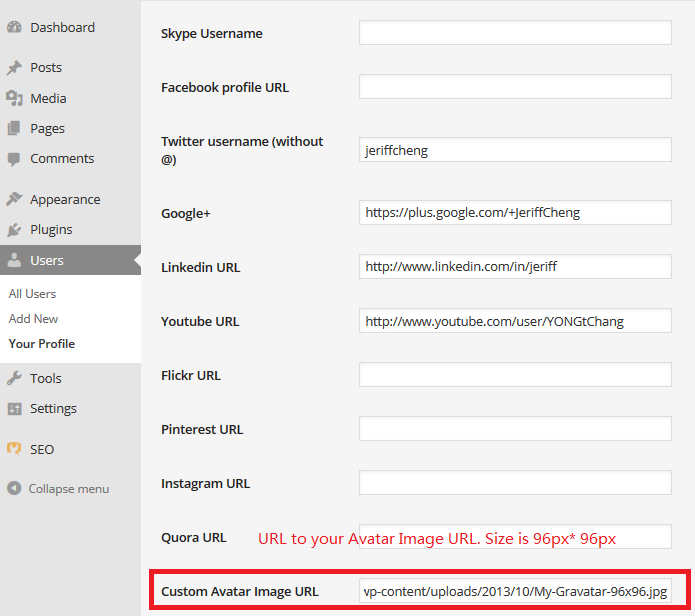 Dashboard
Posts
Media
Pages
Comments
Appearance
Plugins
Users
All Users
Add New
Your Profile
Tools
Settings
SEO
Collapse menu
Skype Username
Facebook profile URL
Twitter username (without
@)
jeriffcheng
Google+
https://plus.google.com/+JeriffCheng
Linkedin URL
http://www.linkedin.com/in/jeriff
Youtube URL
http://www.youtube.com/user/YONGtChang
Flickr URL
Pinterest URL
Instagram URL
Quora URL
URL to your Avatar Image URL. Size is 96px* 96px
Custom Avatar Image URL
vp-content/uploads/2013/10/My-Gravatar-96x96.jpg